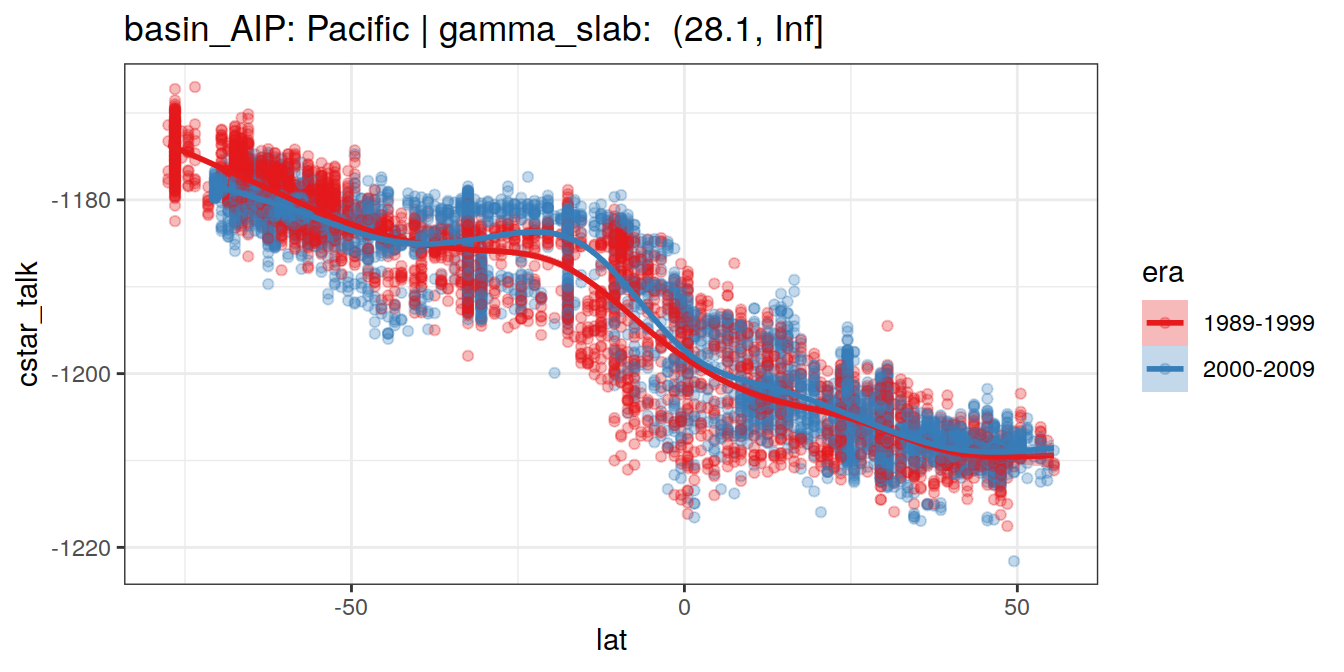 basin_AIP: Pacific | gamma_slab:  (28.1, Inf]
cstar_talk
-1180
-1200
-1220
-50
0
50
lat
era
1989-1999
2000-2009